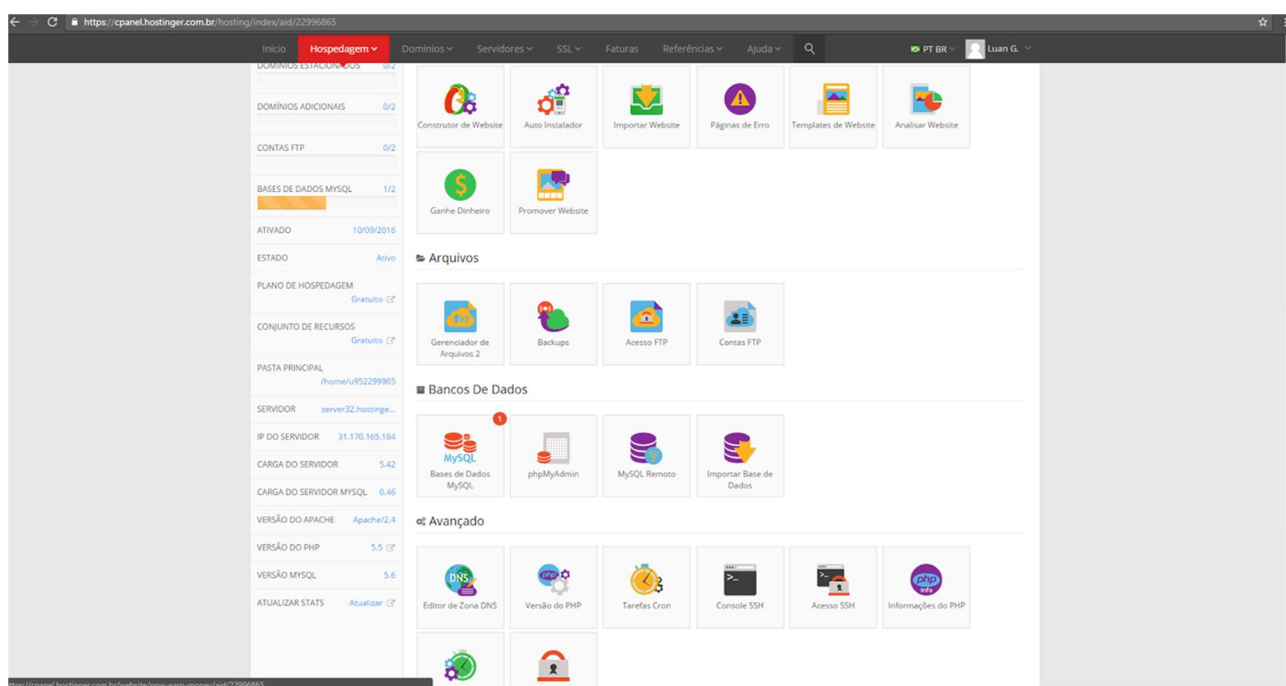 https://cpanel.hostinger.com.br/hosting/index/aid/22996865
Início Hospedagem Domínios Servidores SSL Faturas Referências Ajuda PT BR Luan G.
DOMÍNIOS ESTACIONADOS 0/2
DOMÍNIOS ADICIONAIS 0/2
CONTAS FTP 0/2
BASES DE DADOS MYSQL 1/2
ATIVADO 10/09/2016
ESTADO Ativo
PLANO DE HOSPEDAGEM
Gratuito
CONJUNTO DE RECURSOS
Gratuito
PASTA PRINCIPAL
/home/u952299965
SERVIDOR server32.hostinge...
IP DO SERVIDOR 31.170.165.184
CARGA DO SERVIDOR 5.42
CARGA DO SERVIDOR MYSQL 0.46
VERSÃO DO APACHE Apache/2.4
VERSÃO DO PHP 5.5
VERSÃO MYSQL 5.6
ATUALIZAR STATS Atualizar
Construtor de Website
Auto Instalador
Importar Website
Páginas de Erro
Templates de Website
Analisar Website
$
Ganhe Dinheiro
Promover Website
Arquivos
Gerenciador de
Arquivos 2
Backups
Acesso FTP
Contas FTP
Bancos De Dados
1
MySQL
Bases de Dados
MySQL
phpMyAdmin
MySQL Remoto
Importar Base de
Dados
Avançado
DNS
Editor de Zona DNS
php
Versão do PHP
Tarefas Cron
>_
Console SSH
>_
Acesso SSH
php
info
Informações do PHP